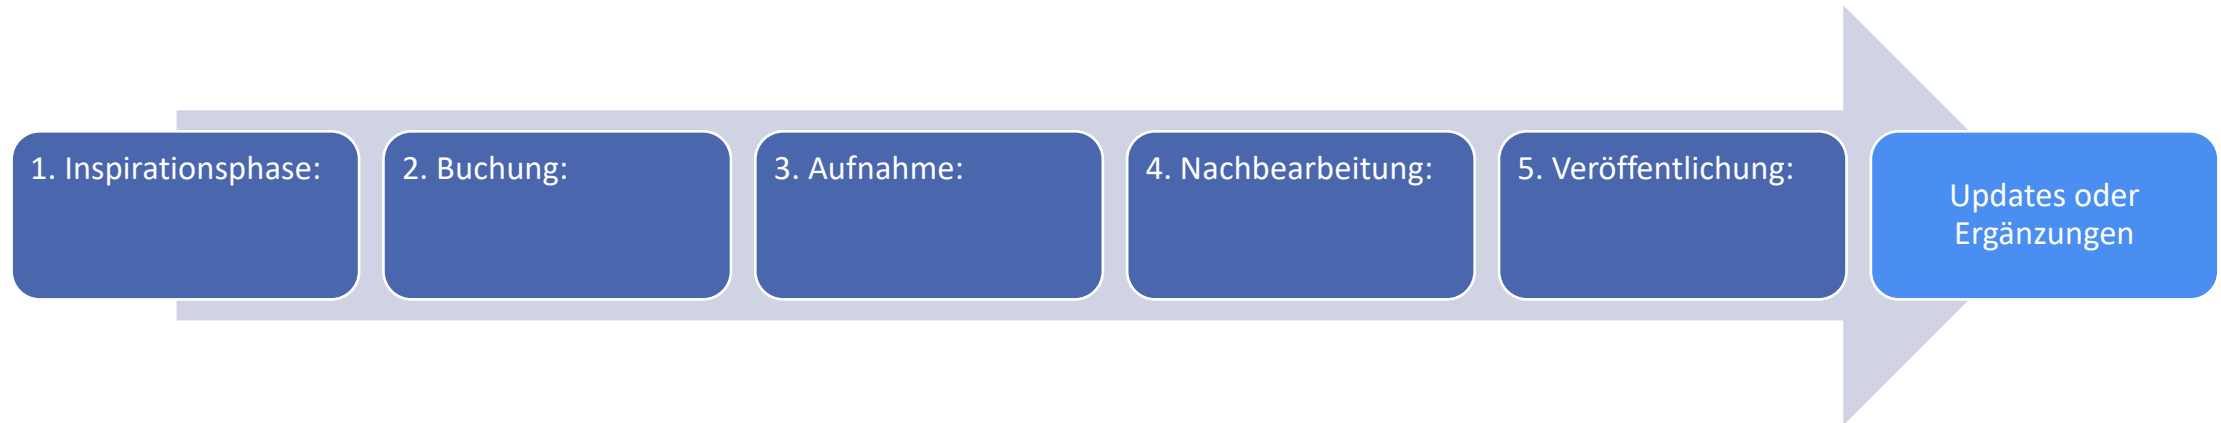 1. Inspirationsphase:
2. Buchung:
3. Aufnahme:
4. Nachbearbeitung:
5. Veröffentlichung:
Updates oder
Ergänzungen